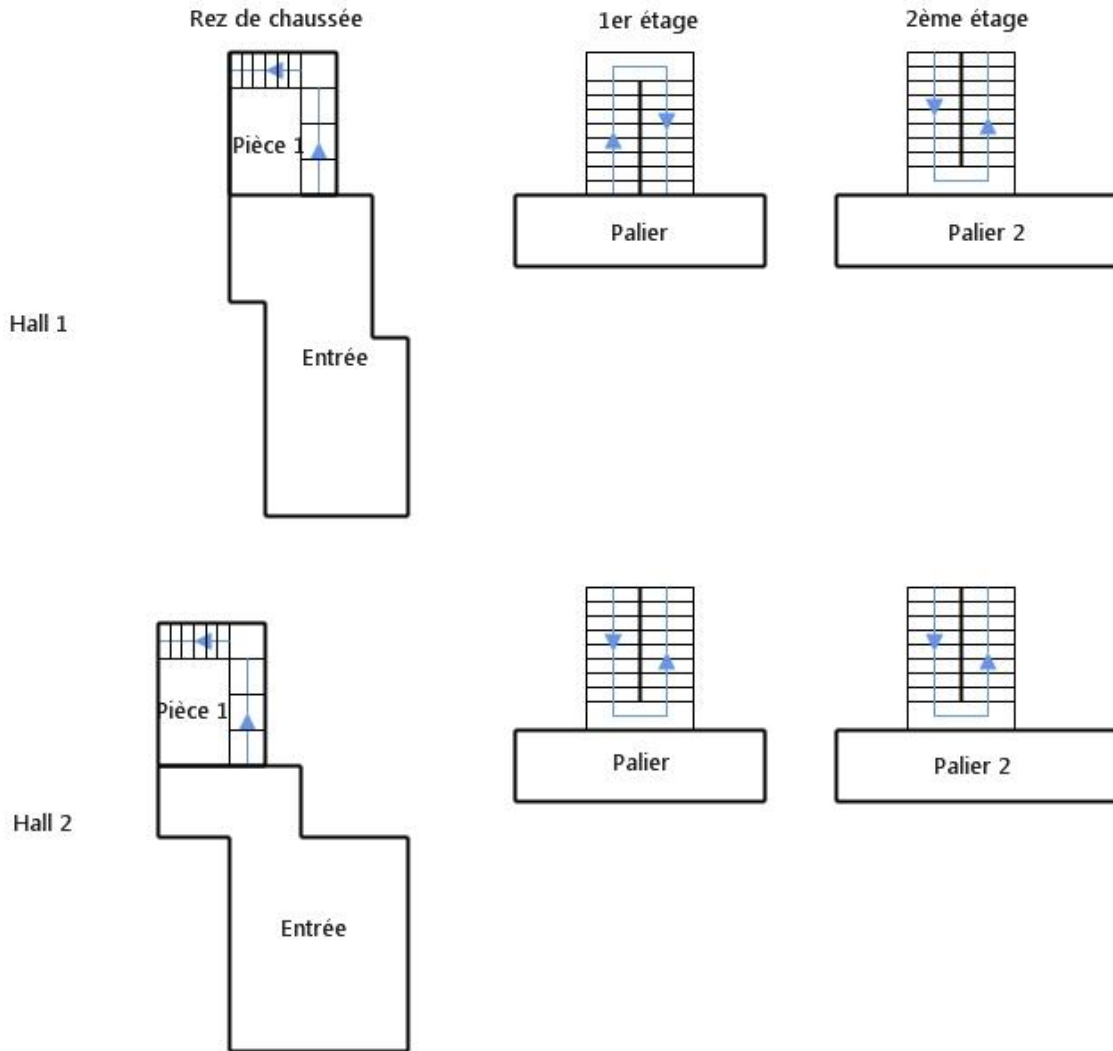 Rez de chaussée
1er étage
2ème étage
Pièce 1
Palier
Palier 2
Hall 1
Entrée
Pièce 1
Palier
Palier 2
Hall 2
Entrée